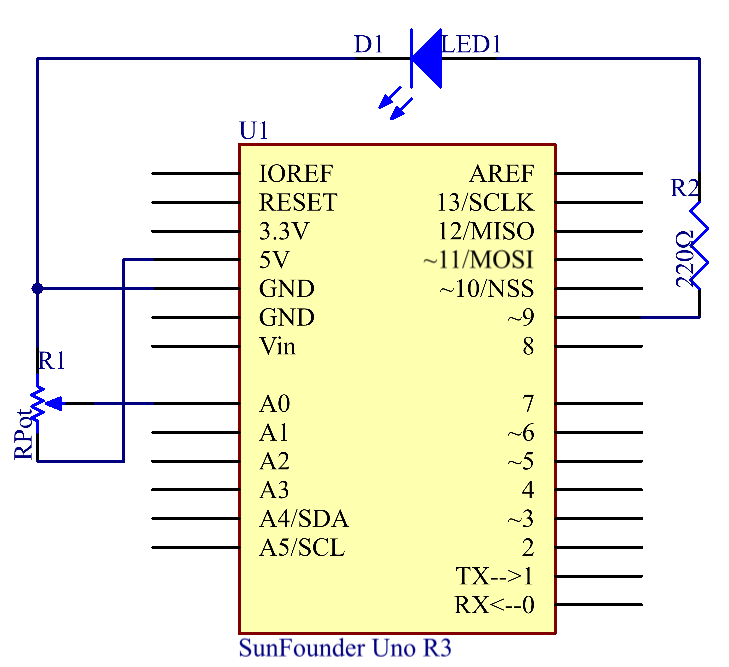 D1
LED1
U1
IOREF
RESET
3.3V
5V
GND
GND
Vin
A0
A1
A2
A3
A4/SDA
A5/SCL
AREF
13/SCLK
12/MISO
~11/MOSI
~10/NSS
~9
8
7
~6
~5
4
~3
2
TX-->1
RX<--0
R2
220Ω
R1
RPot
SunFounder Uno R3